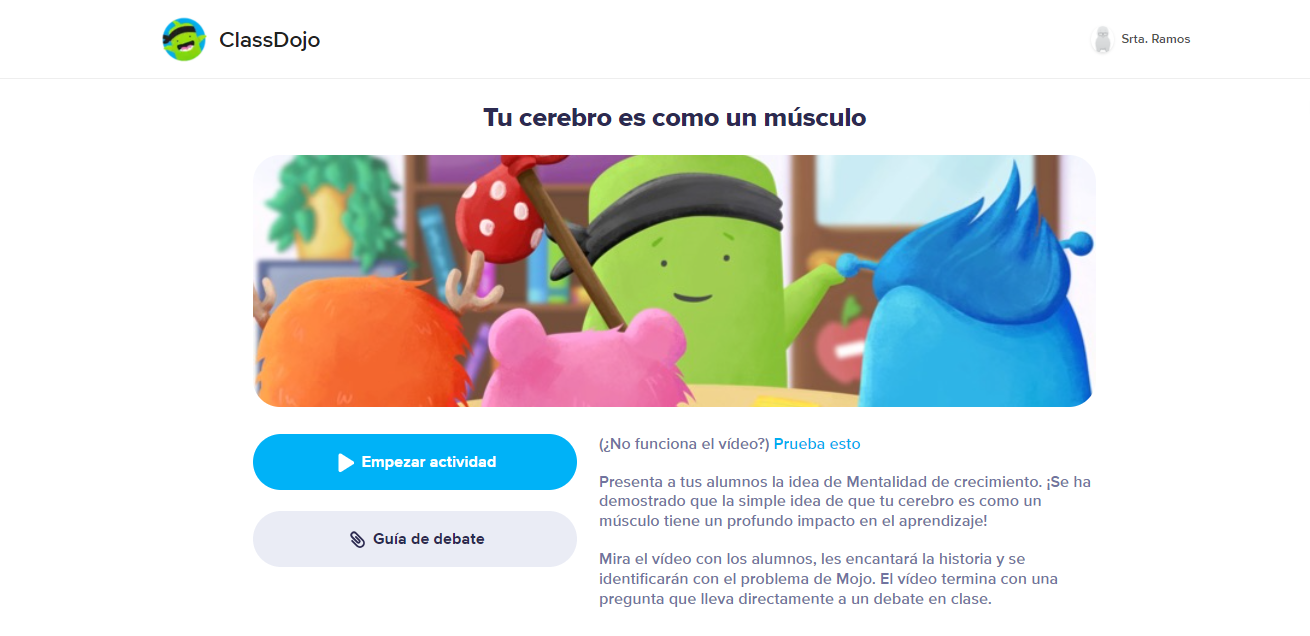 ClassDojo
Srta. Ramos
Tu cerebro es como un músculo
Empezar actividad
Guía de debate
(¿No funciona el vídeo?) Prueba esto
Presenta a tus alumnos la idea de Mentalidad de crecimiento. ¡Se ha
demostrado que la simple idea de que tu cerebro es como un
músculo tiene un profundo impacto en el aprendizaje!
Mira el vídeo con los alumnos, les encantará la historia y se
identificarán con el problema de Mojo. El vídeo termina con una
pregunta que lleva directamente a un debate en clase.